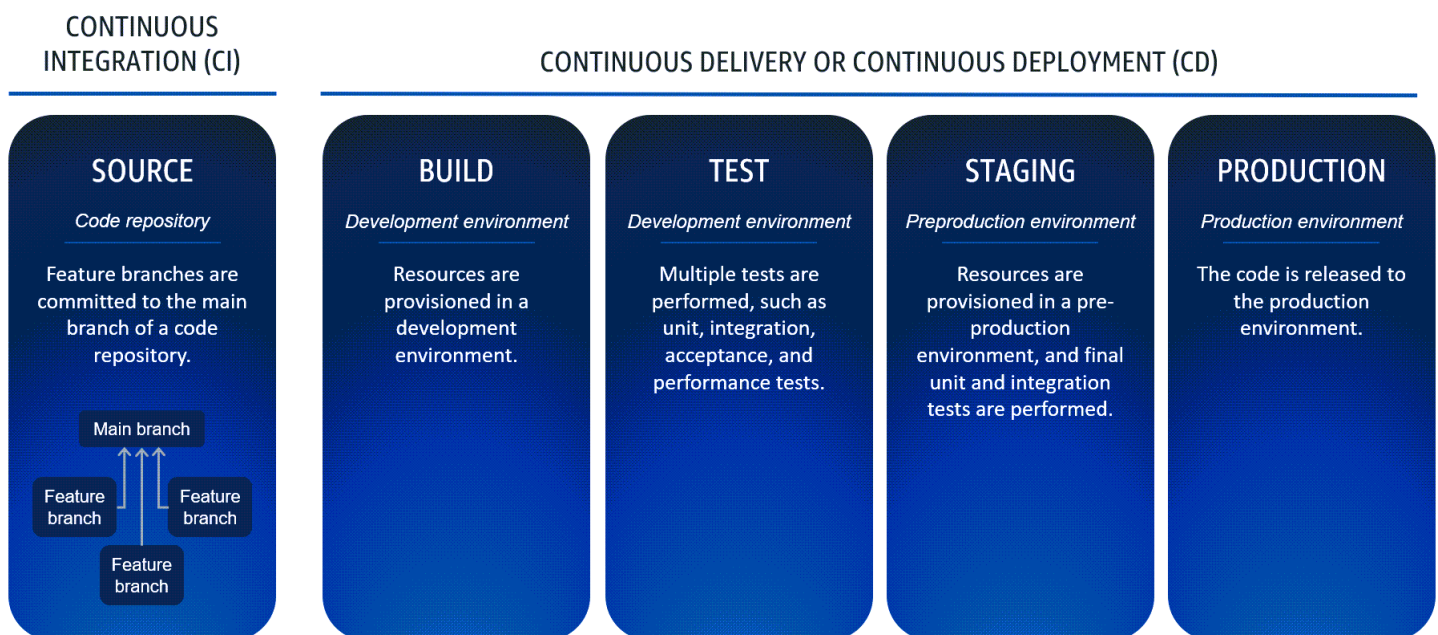 CONTINUOUS
INTEGRATION (CI)
CONTINUOUS DELIVERY OR CONTINUOUS DEPLOYMENT (CD)
SOURCE
Code repository
Feature branches are
committed to the main
branch of a code
repository.
Main branch
Feature
branch
Feature
branch
Feature
branch
BUILD
Development environment
Resources are
provisioned in a
development
environment.
TEST
Development environment
Multiple tests are
performed, such as
unit, integration,
acceptance, and
performance tests.
STAGING
Preproduction environment
Resources are
provisioned in a pre-
production
environment, and final
unit and integration
tests are performed.
PRODUCTION
Production environment
The code is released to
the production
environment.